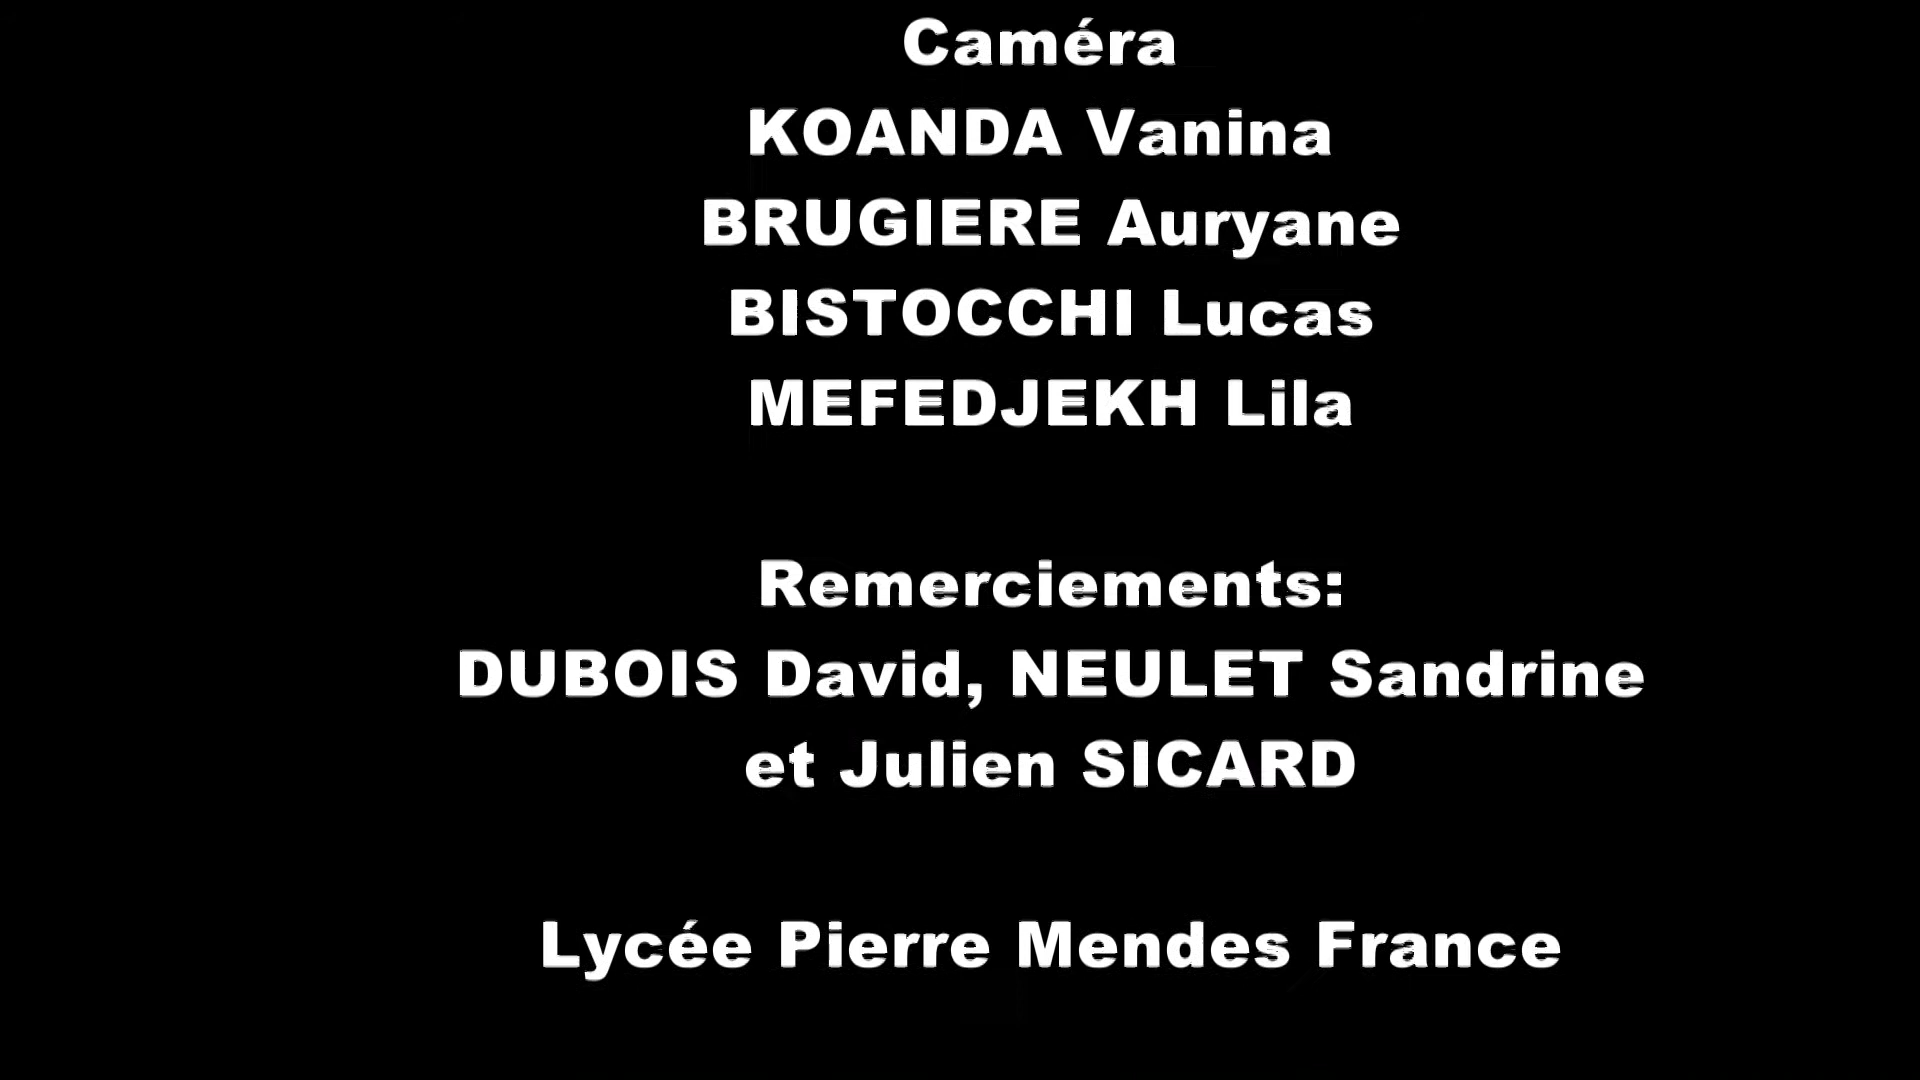 Caméra
KOANDA Vanina
BRUGIERE Auryane
BISTOCCHI Lucas
MEFEDJEKH Lila
Remerciements:
DUBOIS David, NEULET Sandrine
et Julien SICARD
Lycée Pierre Mendes France